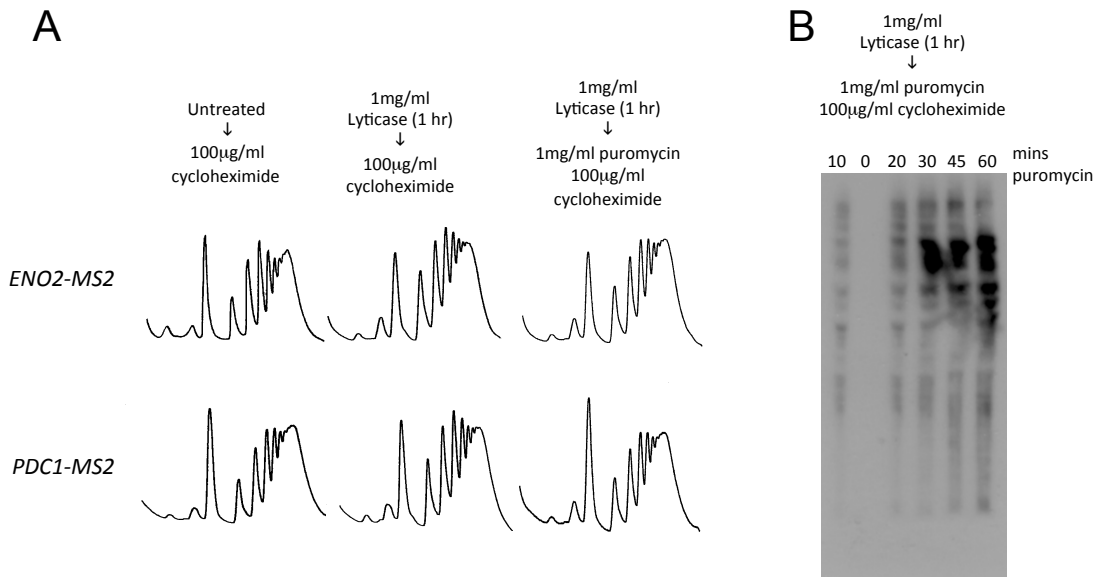 A
Untreated
↓
100μg/ml
cycloheximide
1mg/ml
Lyticase (1 hr)
↓
100μg/ml
cycloheximide
1mg/ml
Lyticase (1 hr)
↓
1mg/ml puromycin
100μg/ml
cycloheximide
ENO2-MS2
PDC1-MS2
B
1mg/ml
Lyticase (1 hr)
↓
1mg/ml puromycin
100μg/ml cycloheximide
10 0 20 30 45 60 mins
puromycin